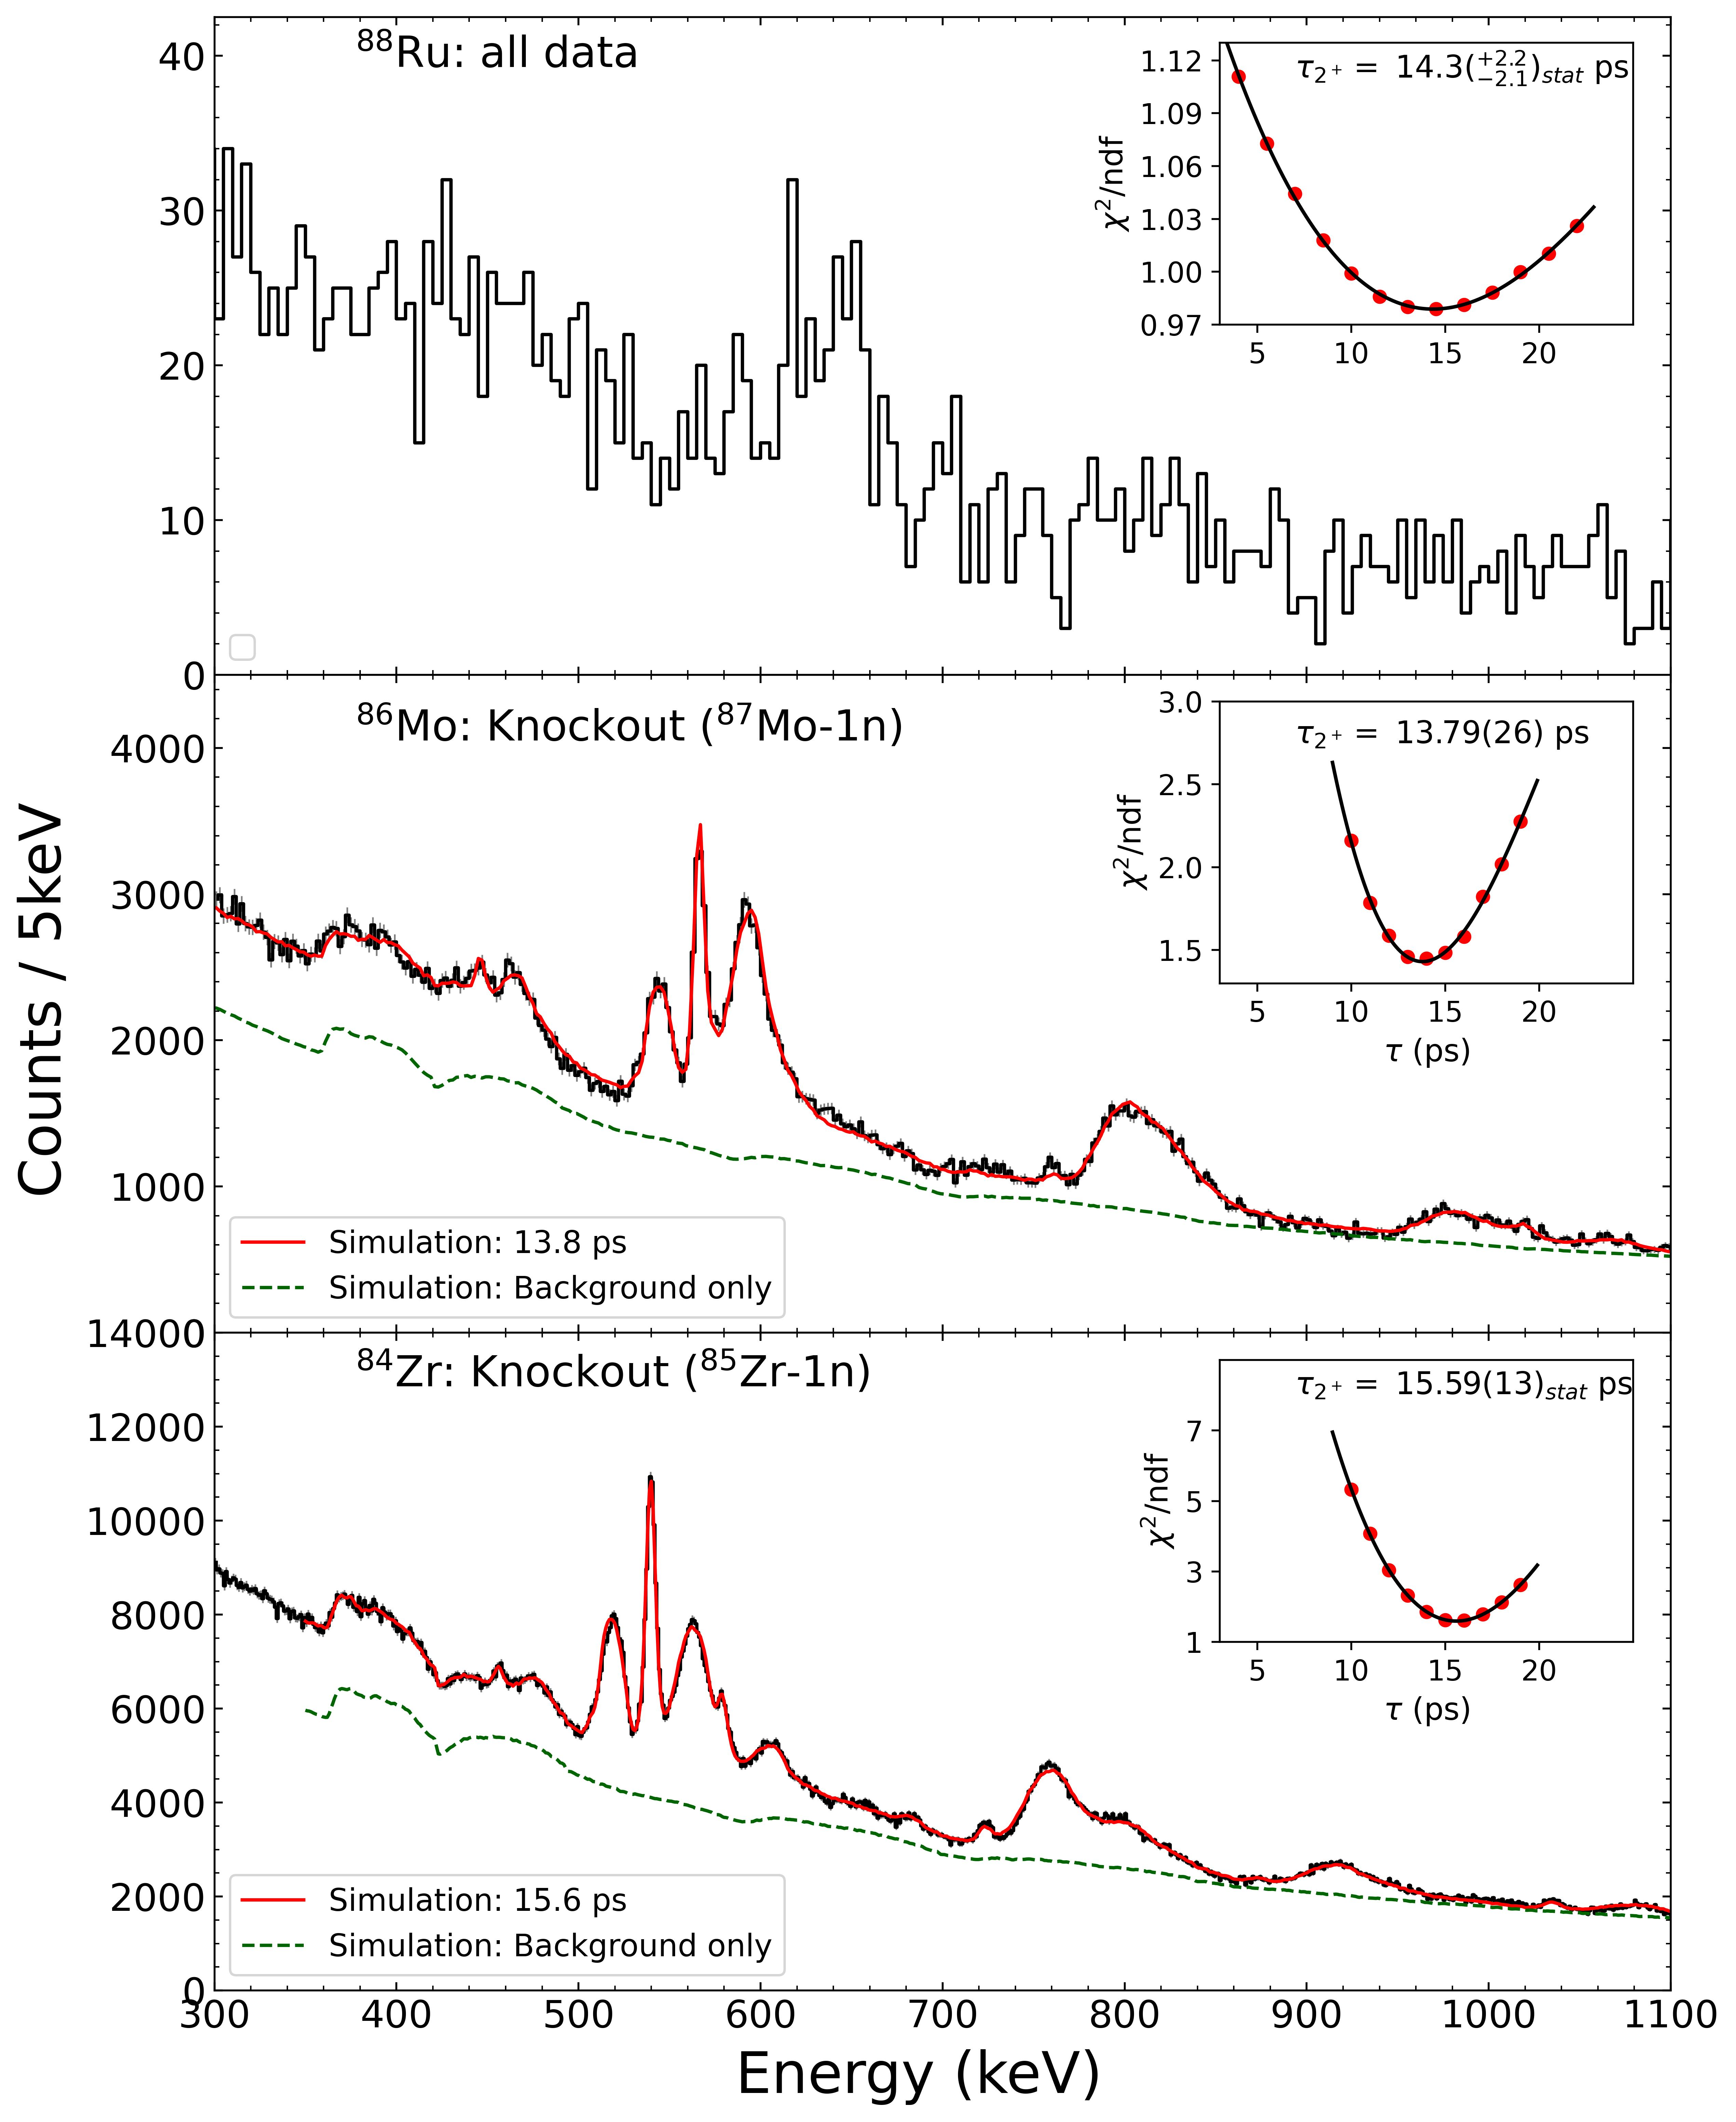 Counts / 5keV
⁸⁸Ru: all data
40
30
20
10
0
τ₂⁺ = 14.3(⁺²·²₋₂.₁)stat ps
χ²/ndf
1.12
1.09
1.06
1.03
1.00
0.97
5 10 15 20
⁸⁶Mo: Knockout (⁸⁷Mo-1n)
4000
3000
2000
1000
τ₂⁺ = 13.79(26) ps
χ²/ndf
3.0
2.5
2.0
1.5
5 10 15 20
τ (ps)
Simulation: 13.8 ps
Simulation: Background only
⁸⁴Zr: Knockout (⁸⁵Zr-1n)
14000
12000
10000
8000
6000
4000
2000
0
τ₂⁺ = 15.59(13)stat ps
χ²/ndf
7
5
3
1
5 10 15 20
τ (ps)
Simulation: 15.6 ps
Simulation: Background only
300 400 500 600 700 800 900 1000 1100
Energy (keV)